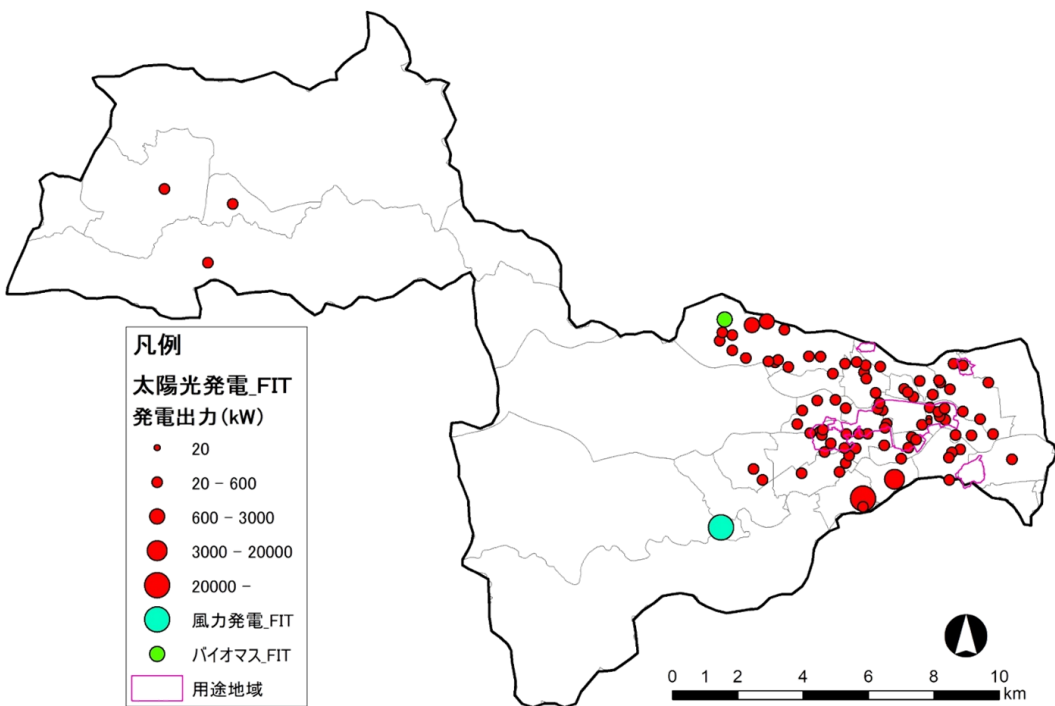 凡例
太陽光発電_FIT
発電出力(kW)
20
20 - 600
600 - 3000
3000 - 20000
20000 -
風力発電_FIT
バイオマス_FIT
用途地域
0 1 2 4 6 8 10
km